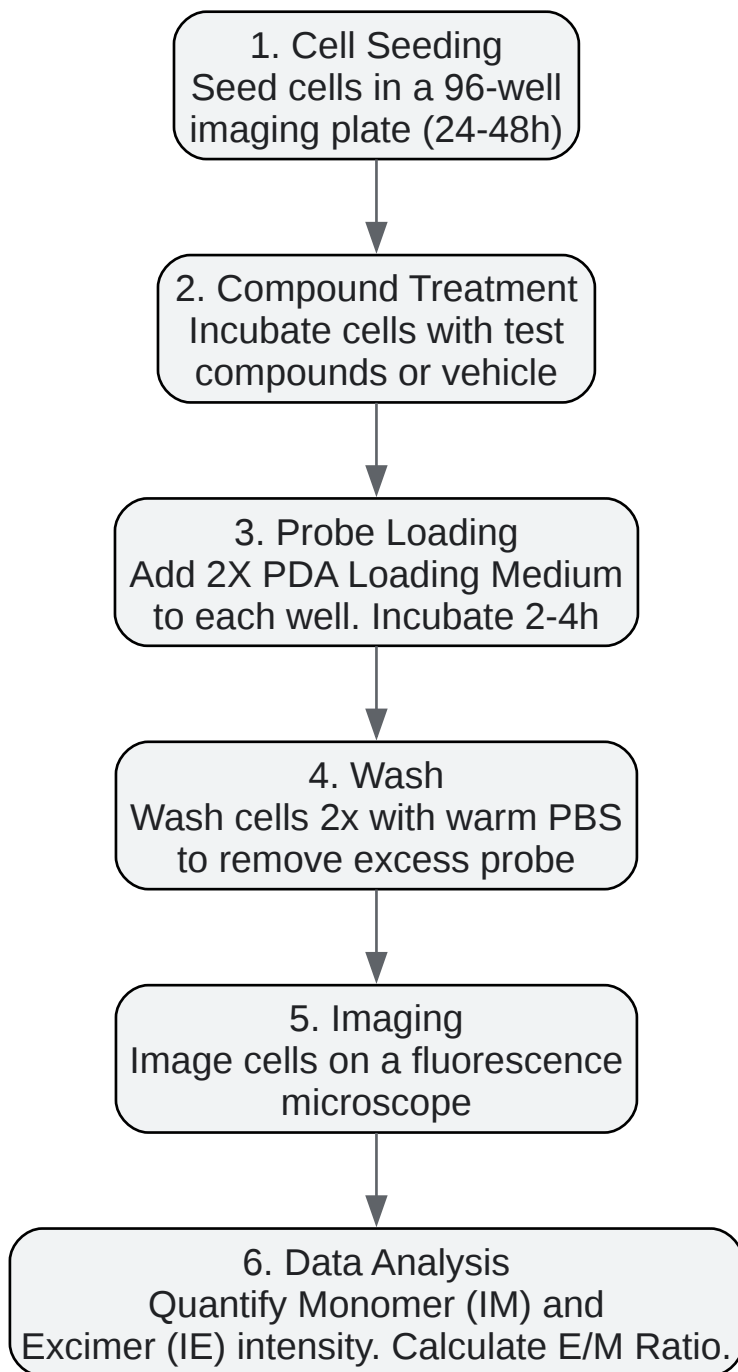 1. Cell Seeding
Seed cells in a 96-well
imaging plate (24-48h)
2. Compound Treatment
Incubate cells with test
compounds or vehicle
3. Probe Loading
Add 2X PDA Loading Medium
to each well. Incubate 2-4h
4. Wash
Wash cells 2x with warm PBS
to remove excess probe
5. Imaging
Image cells on a fluorescence
microscope
6. Data Analysis
Quantify Monomer (IM) and
Excimer (IE) intensity. Calculate E/M Ratio.